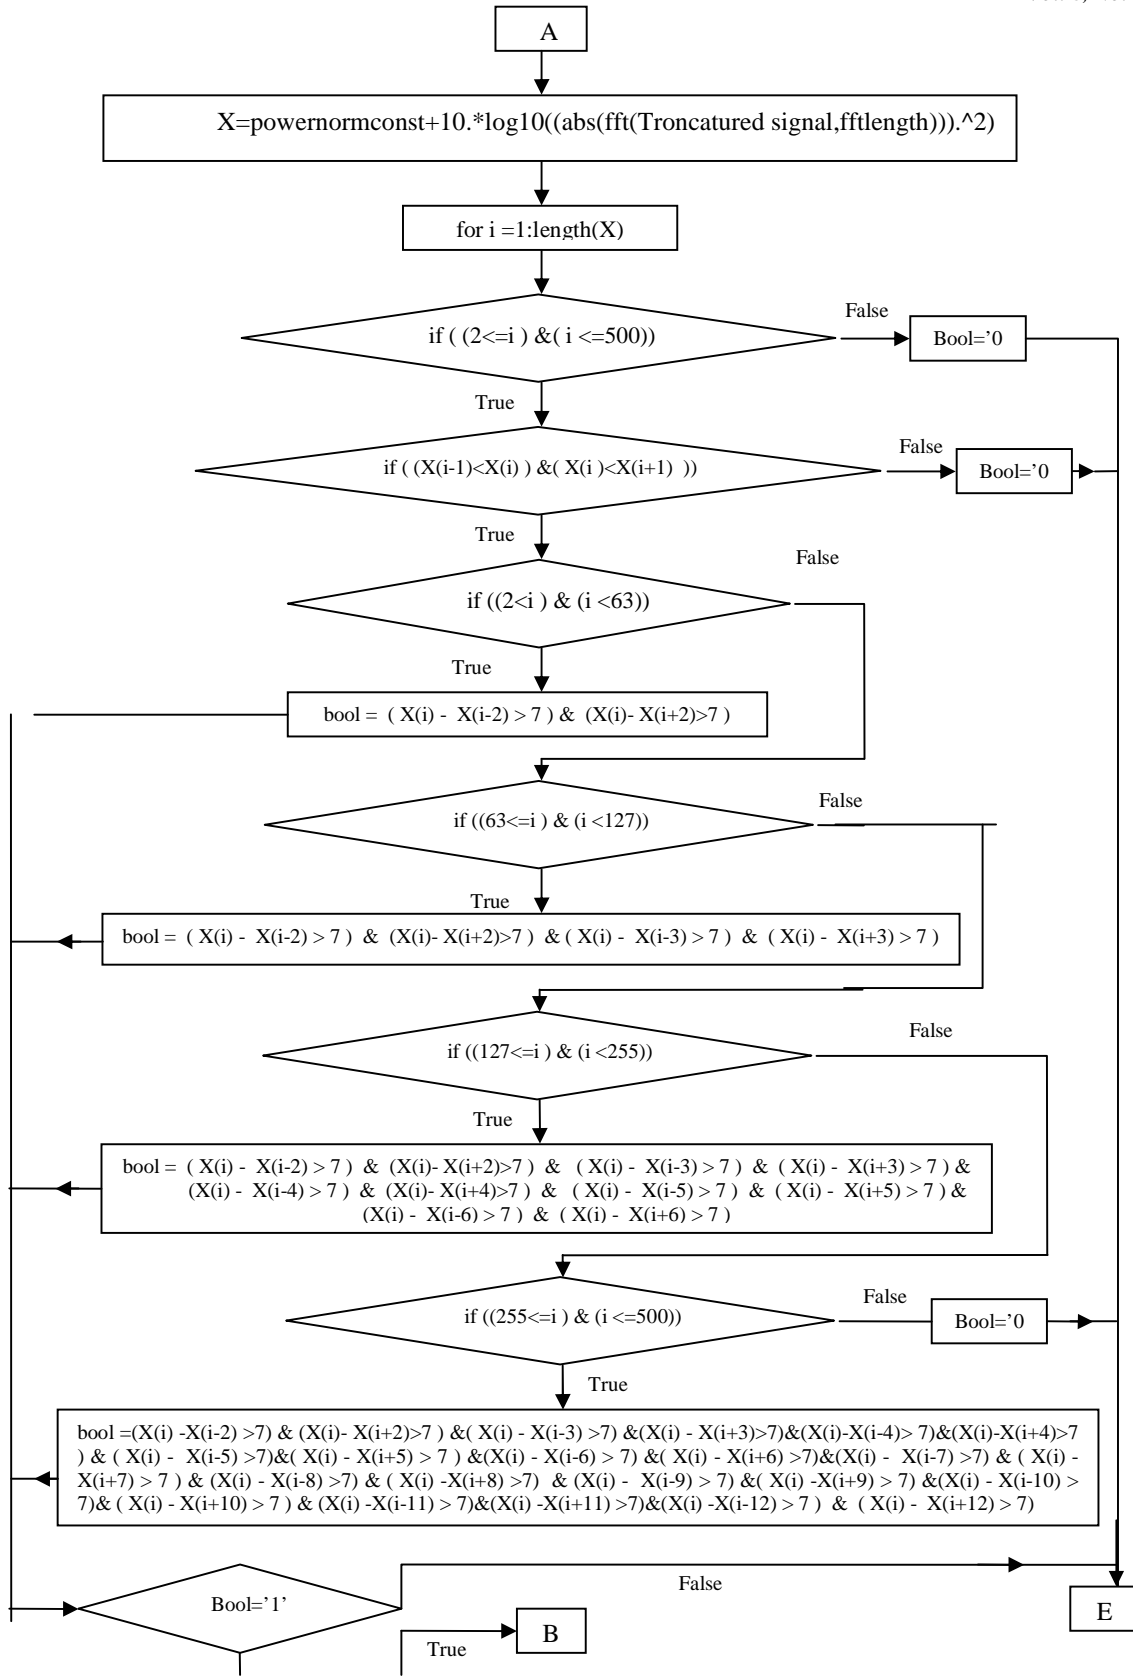 A
X=powernormconst+10.*log10((abs(fft(Troncatured signal,fftlength))).^2)
for i =1:length(X)
if ( (2<=i ) &( i <=500))
False
Bool='0
True
if ( (X(i-1)<X(i) ) &( X(i )<X(i+1) ))
False
Bool='0
True
False
if ((2<i ) & (i <63))
True
bool = ( X(i) - X(i-2) > 7 ) & (X(i)- X(i+2)>7 )
False
if ((63<=i ) & (i <127))
True
bool = ( X(i) - X(i-2) > 7 ) & (X(i)- X(i+2)>7 ) & ( X(i) - X(i-3) > 7 ) & ( X(i) - X(i+3) > 7 )
False
if ((127<=i ) & (i <255))
True
bool = ( X(i) - X(i-2) > 7 ) & (X(i)- X(i+2)>7 ) & ( X(i) - X(i-3) > 7 ) & ( X(i) - X(i+3) > 7 ) &
(X(i) - X(i-4) > 7 ) & (X(i)- X(i+4)>7 ) & ( X(i) - X(i-5) > 7 ) & ( X(i) - X(i+5) > 7 ) &
(X(i) - X(i-6) > 7 ) & ( X(i) - X(i+6) > 7 )
if ((255<=i ) & (i <=500))
False
Bool='0
True
bool =(X(i) -X(i-2) >7) & (X(i)- X(i+2)>7 ) &( X(i) - X(i-3) >7) &(X(i) - X(i+3)>7)&(X(i)-X(i-4)> 7)&(X(i)-X(i+4)>7
) & ( X(i) - X(i-5) >7)&( X(i) - X(i+5) > 7 ) &(X(i) - X(i-6) > 7) &( X(i) - X(i+6) >7)&(X(i) - X(i-7) >7) & ( X(i) -
X(i+7) > 7 ) & (X(i) - X(i-8) >7) & ( X(i) -X(i+8) >7) & (X(i) - X(i-9) > 7) &( X(i) -X(i+9) > 7) &(X(i) - X(i-10) >
7)& ( X(i) - X(i+10) > 7 ) & (X(i) -X(i-11) > 7)&(X(i) -X(i+11) >7)&(X(i) -X(i-12) > 7 ) & ( X(i) - X(i+12) > 7)
Bool='1'
False
E
True
B